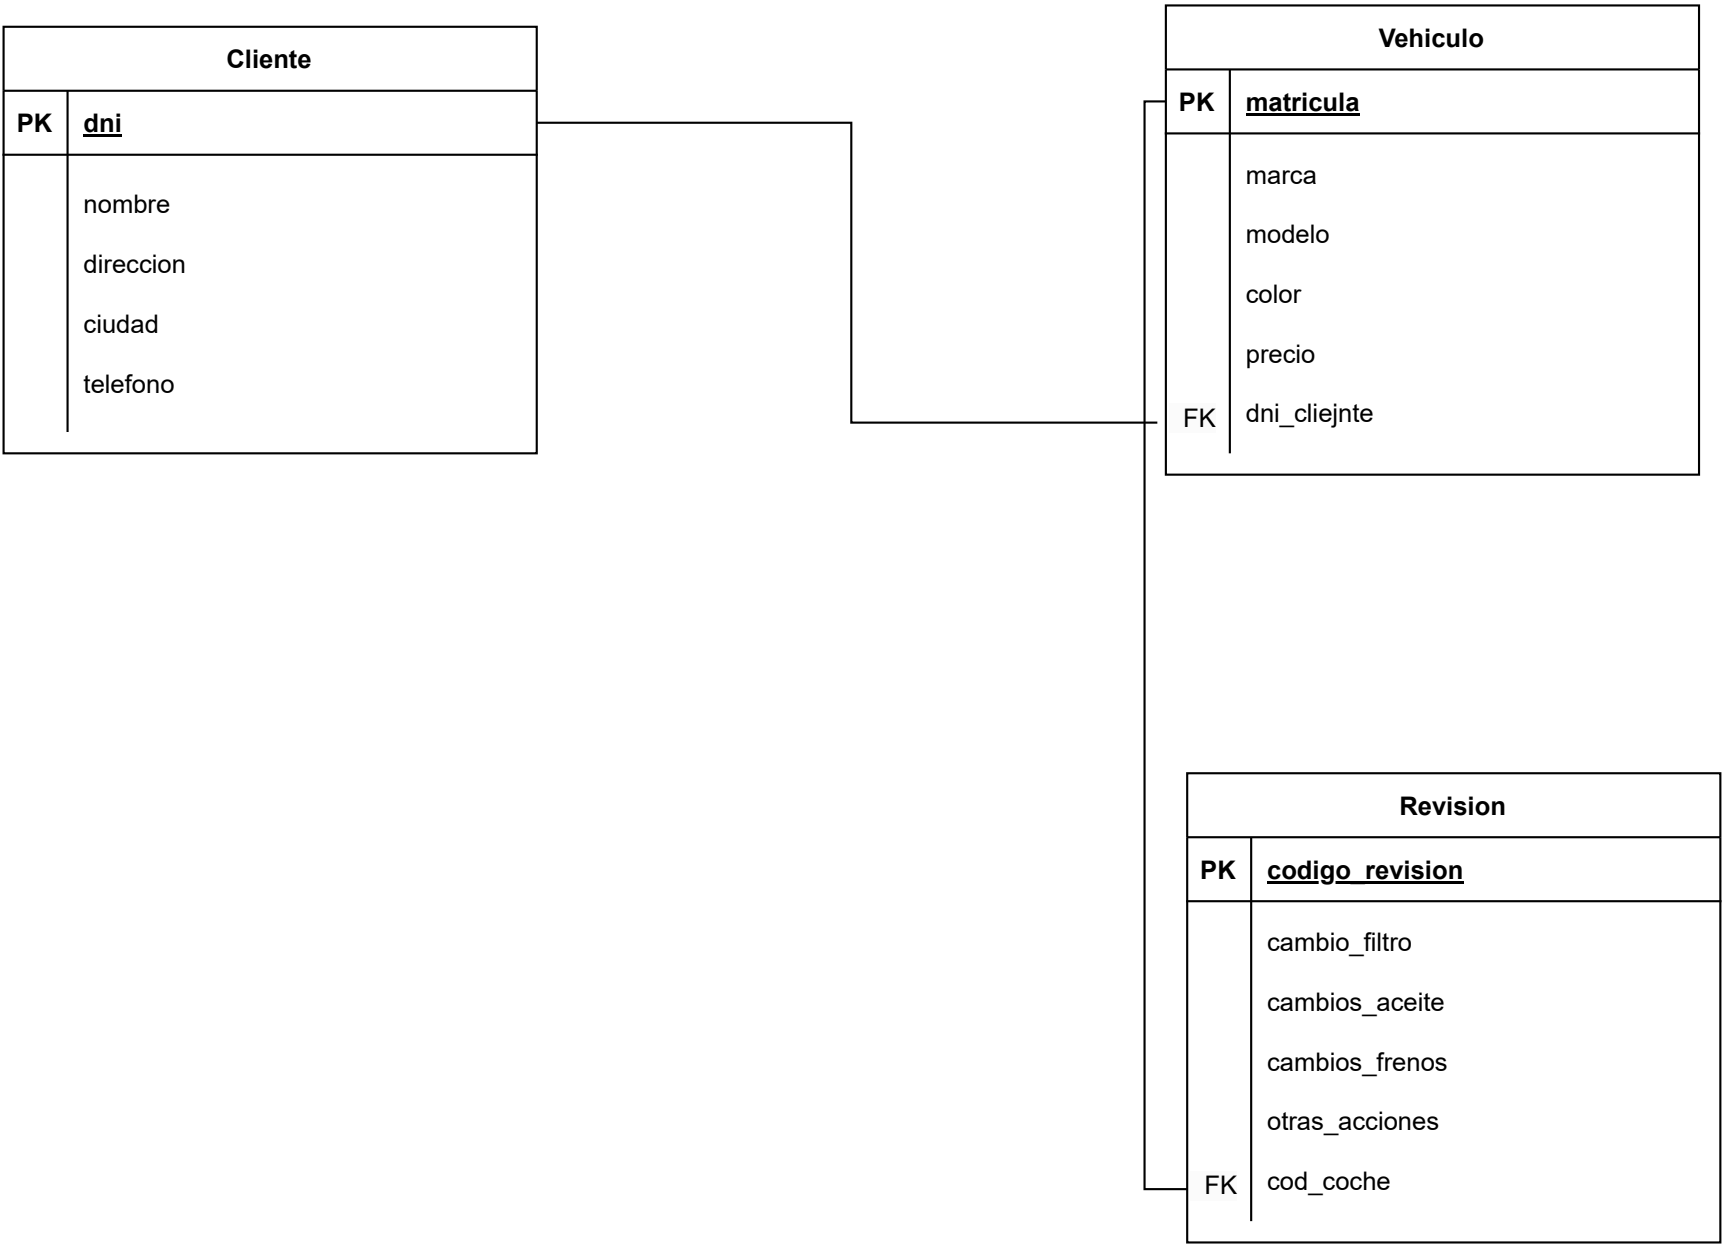 Cliente
PK dni
nombre
direccion
ciudad
telefono
Vehiculo
PK matricula
marca
modelo
color
precio
FK dni_cliejnte
Revision
PK codigo_revision
cambio_filtro
cambios_aceite
cambios_frenos
otras_acciones
FK cod_coche